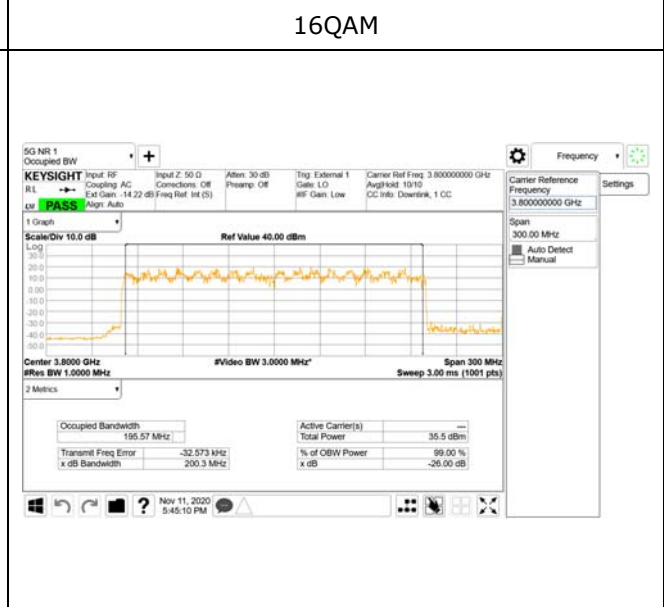 16QAM
5G NR 1
Occupied BW
Frequency
KEYSIGHT
Input: RF
Coupling: AC
Ext Gain: -14.22 dB
Align: Auto
Input Z: 50 Ω
Corrections: Off
Freq Ref: Int (S)
Atten: 30 dB
Preamp: Off
Trig: External 1
Gate: LO
#IF Gain: Low
Carrier Ref Freq: 3.800000000 GHz
Avg|Hold: 10/10
CC Info: Downlink, 1 CC
RL
PASS
Carrier Reference
Frequency
3.800000000 GHz
Settings
Span
300.00 MHz
Auto Detect
Manual
1 Graph
Scale/Div 10.0 dB
Ref Value 40.00 dBm
Log
30.0
20.0
10.0
0.00
-10.0
-20.0
-30.0
-40.0
-50.0
Center 3.8000 GHz
#Video BW 3.0000 MHz*
Span 300 MHz
#Res BW 1.0000 MHz
Sweep 3.00 ms (1001 pts)
2 Metrics
Occupied Bandwidth
195.57 MHz
Active Carrier(s) ---
Total Power 35.5 dBm
Transmit Freq Error -32.573 kHz
% of OBW Power 99.00 %
x dB Bandwidth 200.3 MHz
x dB -26.00 dB
Nov 11, 2020
5:45:10 PM